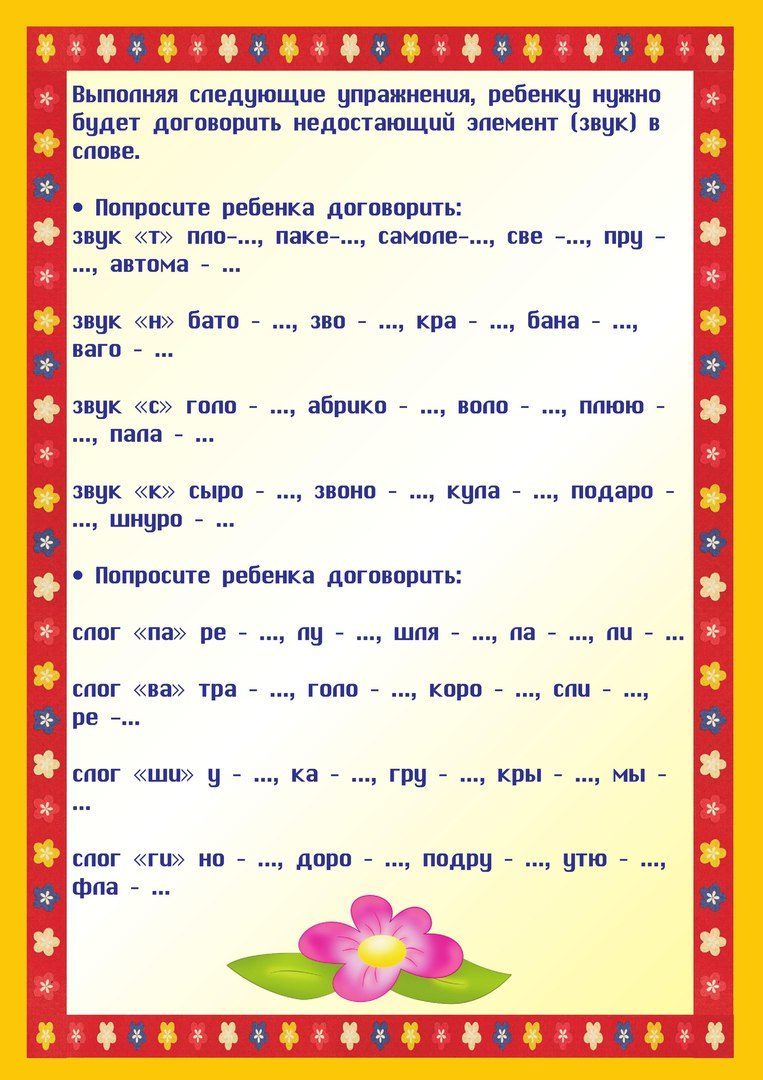 Выполняя следующие упражнения, ребенку нужно
будет договорить недостающий элемент (звук) в
слове.
• Попросите ребенка договорить:
звук «т» пло-..., паке-..., самоле-..., све -..., пру -
..., автома - ...
звук «н» бато - ..., зво - ..., кра - ..., бана - ...,
ваго - ...
звук «с» голо - ..., абрико - ..., воло - ..., плюю -
..., пала - ...
звук «к» сыро - ..., звоно - ..., кула - ..., подаро -
..., шнуро - ...
• Попросите ребенка договорить:
слог «па» ре - ..., лу - ..., шля - ..., ла - ..., ли - ...
слог «ва» тра - ..., голо - ..., коро - ..., сли - ...,
ре -...
слог «ши» у - ..., ка - ..., гру - ..., кры - ..., мы -
...
слог «ги» но - ..., доро - ..., подру - ..., утю - ...,
фла - ...